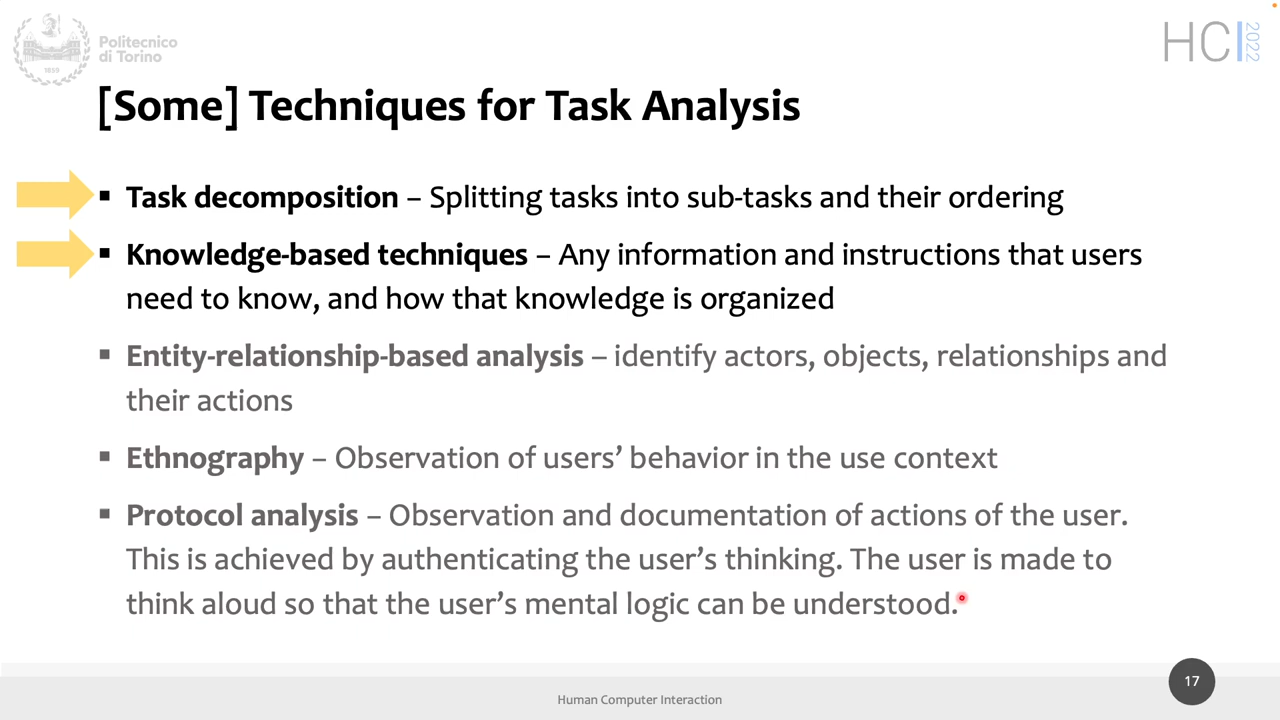 Politecnico
di Torino
1859
HCI 2022
[Some] Techniques for Task Analysis
▪ Task decomposition – Splitting tasks into sub-tasks and their ordering
▪ Knowledge-based techniques – Any information and instructions that users
need to know, and how that knowledge is organized
▪ Entity-relationship-based analysis – identify actors, objects, relationships and
their actions
▪ Ethnography – Observation of users’ behavior in the use context
▪ Protocol analysis – Observation and documentation of actions of the user.
This is achieved by authenticating the user’s thinking. The user is made to
think aloud so that the user’s mental logic can be understood.
17
Human Computer Interaction